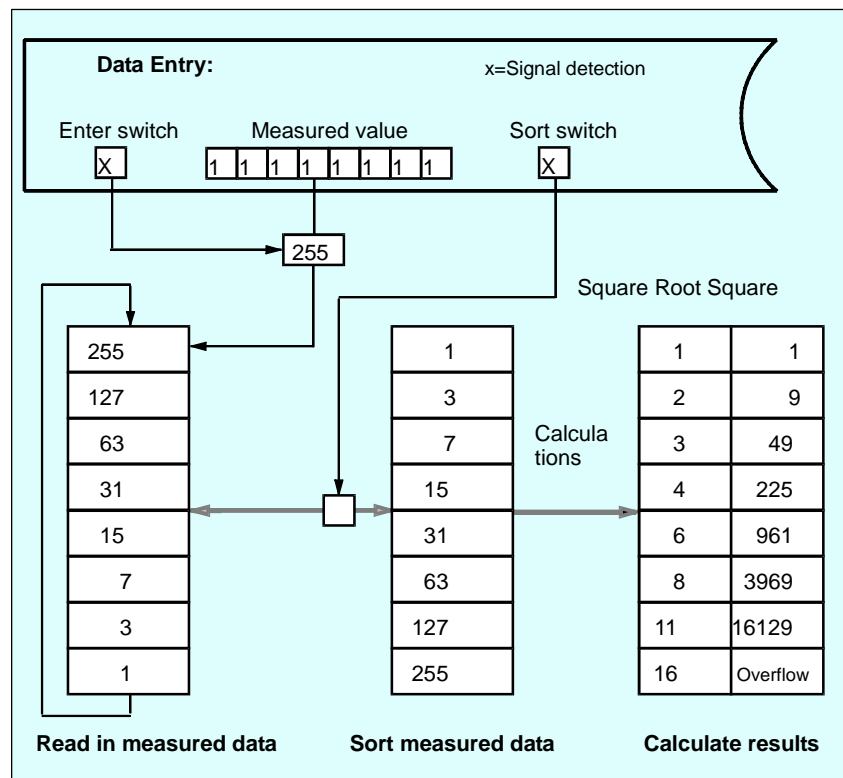 Data Entry:
x=Signal detection
Enter switch
Measured value
Sort switch
X
1 1 1 1 1 1 1 1
X
255
Square Root Square
255
127
63
31
15
7
3
1
1
3
7
15
31
63
127
255
Calcula
tions
1 1
2 9
3 49
4 225
6 961
8 3969
11 16129
16 Overflow
Read in measured data
Sort measured data
Calculate results